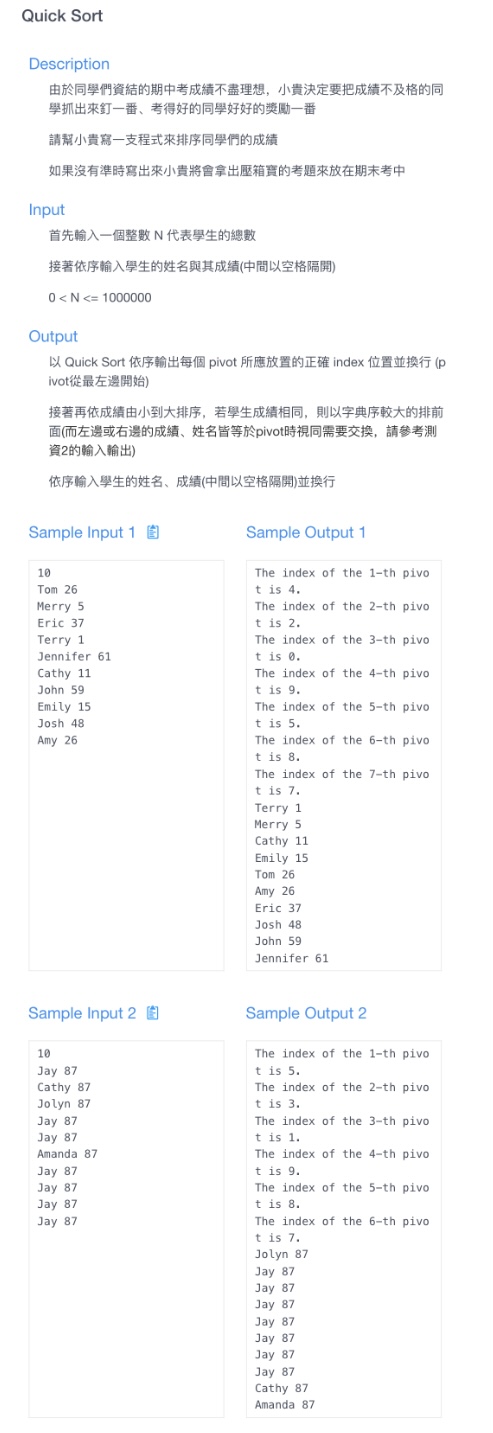 Quick Sort
Description
由於同學們資結的期中考成績不盡理想，小貴決定要把成績不及格的同
學抓出來釘一番、考得好的同學好好的獎勵一番
請幫小貴寫一支程式來排序同學們的成績
如果沒有準時寫出來小貴將會拿出壓箱寶的考題來放在期末考中
Input
首先輸入一個整數 N 代表學生的總數
接著依序輸入學生的姓名與其成績(中間以空格隔開)
0 < N <= 1000000
Output
以 Quick Sort 依序輸出每個 pivot 所應放置的正確 index 位置並換行 (p
ivot從最左邊開始)
接著再依成績由小到大排序，若學生成績相同，則以字典序較大的排前
面(而左邊或右邊的成績、姓名皆等於pivot時視同需要交換，請參考測
資2的輸入輸出)
依序輸入學生的姓名、成績(中間以空格隔開)並換行
Sample Input 1
10
Tom 26
Merry 5
Eric 37
Terry 1
Jennifer 61
Cathy 11
John 59
Emily 15
Josh 48
Amy 26
Sample Output 1
The index of the 1-th pivo
t is 4.
The index of the 2-th pivo
t is 2.
The index of the 3-th pivo
t is 0.
The index of the 4-th pivo
t is 9.
The index of the 5-th pivo
t is 5.
The index of the 6-th pivo
t is 8.
The index of the 7-th pivo
t is 7.
Terry 1
Merry 5
Cathy 11
Emily 15
Tom 26
Amy 26
Eric 37
Josh 48
John 59
Jennifer 61
Sample Input 2
10
Jay 87
Cathy 87
Jolyn 87
Jay 87
Jay 87
Amanda 87
Jay 87
Jay 87
Jay 87
Jay 87
Sample Output 2
The index of the 1-th pivo
t is 5.
The index of the 2-th pivo
t is 3.
The index of the 3-th pivo
t is 1.
The index of the 4-th pivo
t is 9.
The index of the 5-th pivo
t is 8.
The index of the 6-th pivo
t is 7.
Jolyn 87
Jay 87
Jay 87
Jay 87
Jay 87
Jay 87
Jay 87
Jay 87
Cathy 87
Amanda 87